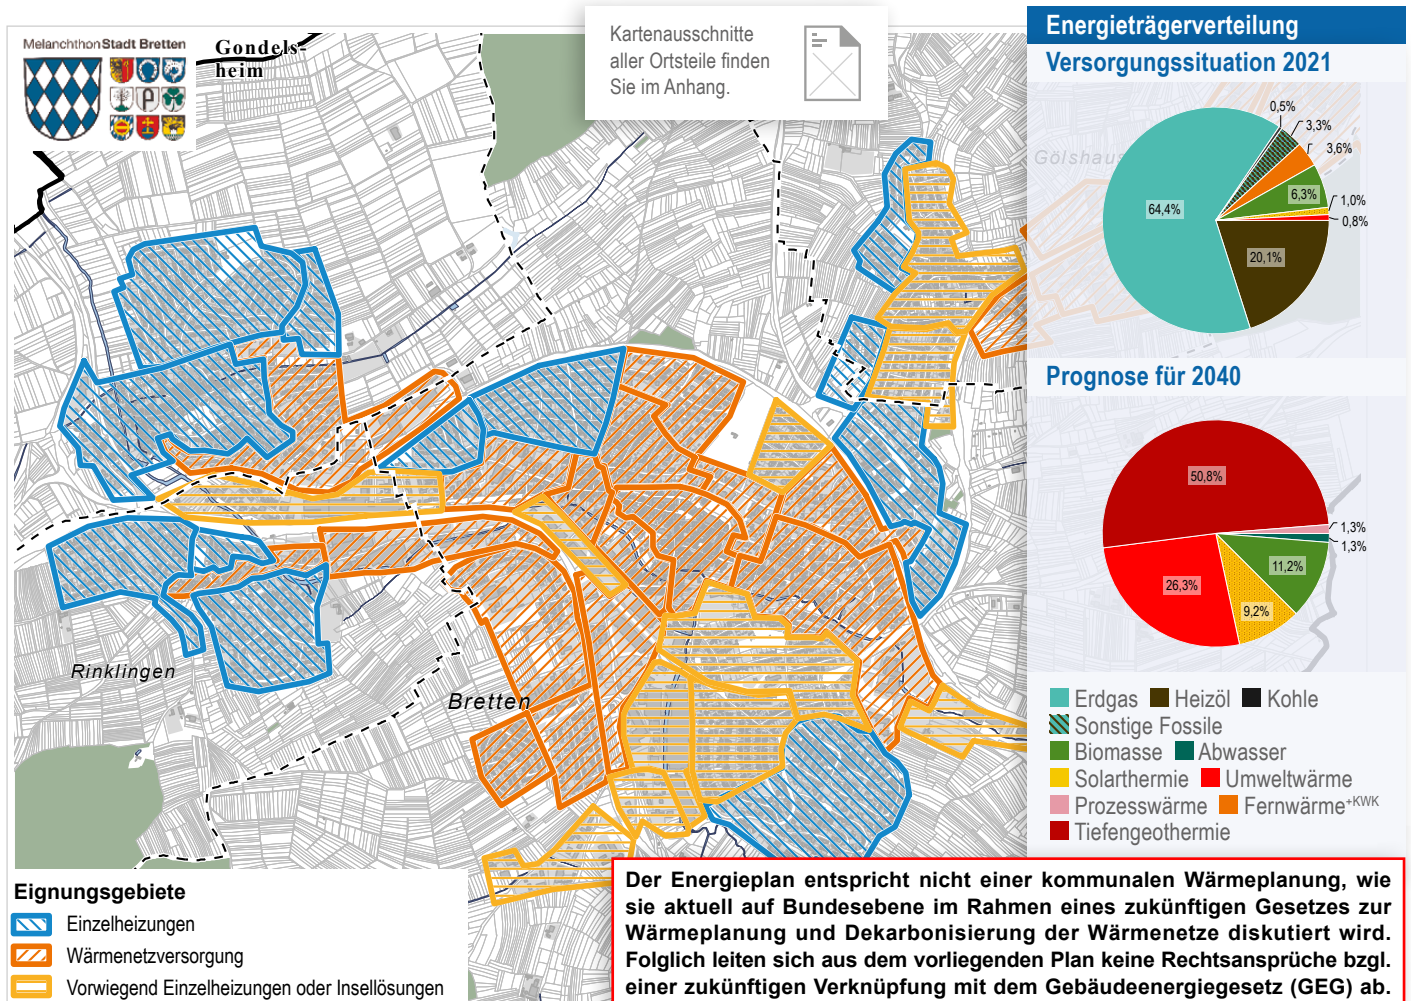 Melanchthon Stadt Bretten
Gondels-
heim
Kartenausschnitte
aller Ortsteile finden
Sie im Anhang.
Energieträgerverteilung
Versorgungssituation 2021
Gölshaus
0,5%
3,3%
3,6%
6,3%
1,0%
0,8%
64,4%
20,1%
Prognose für 2040
50,8%
1,3%
1,3%
11,2%
26,3%
9,2%
Rinklingen
Bretten
Erdgas Heizöl Kohle
Sonstige Fossile
Biomasse Abwasser
Solarthermie Umweltwärme
Prozesswärme Fernwärme+KWK
Tiefengeothermie
Eignungsgebiete
Einzelheizungen
Wärmenetzversorgung
Vorwiegend Einzelheizungen oder Insellösungen
Der Energieplan entspricht nicht einer kommunalen Wärmeplanung, wie
sie aktuell auf Bundesebene im Rahmen eines zukünftigen Gesetzes zur
Wärmeplanung und Dekarbonisierung der Wärmenetze diskutiert wird.
Folglich leiten sich aus dem vorliegenden Plan keine Rechtsansprüche bzgl.
einer zukünftigen Verknüpfung mit dem Gebäudeenergiegesetz (GEG) ab.